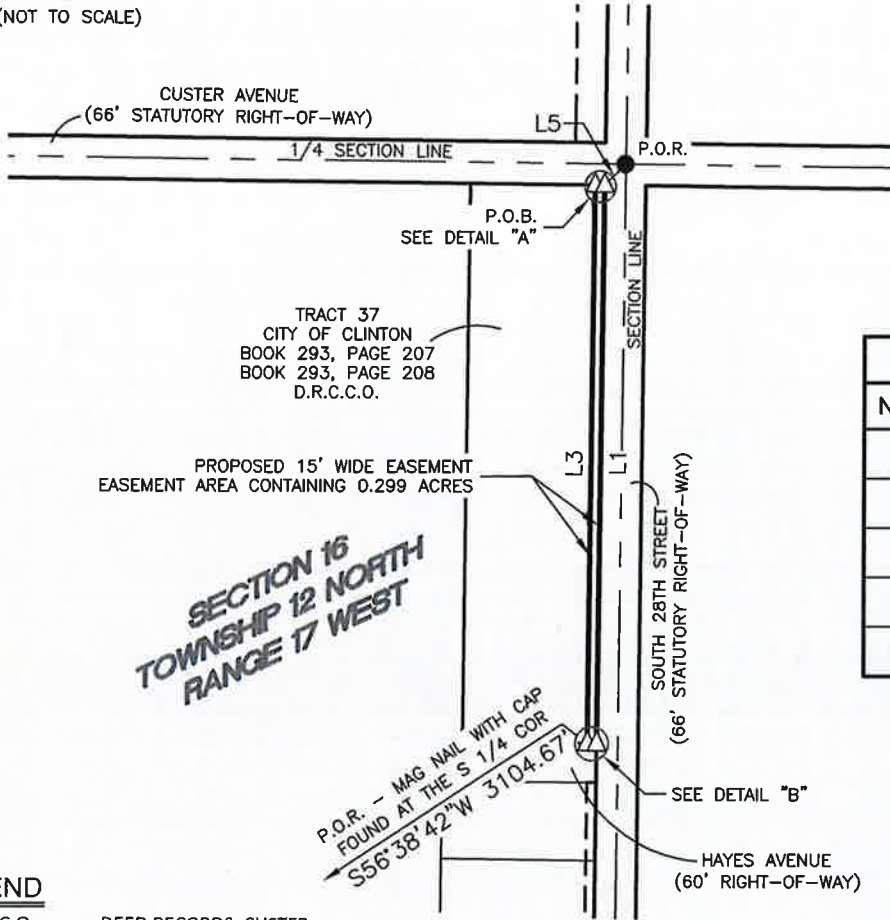 (NOT TO SCALE)
CUSTER AVENUE
(66' STATUTORY RIGHT-OF-WAY)
1/4 SECTION LINE
L5
P.O.R.
P.O.B.
SEE DETAIL "A"
SECTION LINE
TRACT 37
CITY OF CLINTON
BOOK 293, PAGE 207
BOOK 293, PAGE 208
D.R.C.C.O.
PROPOSED 15' WIDE EASEMENT
EASEMENT AREA CONTAINING 0.299 ACRES
L3
L1
SOUTH 28TH STREET
(66' STATUTORY RIGHT-OF-WAY)
SECTION 16
TOWNSHIP 12 NORTH
RANGE 17 WEST
P.O.R. - MAG NAIL WITH CAP
FOUND AT THE S 1/4 COR
S56°38'42"W 3104.67'
SEE DETAIL "B"
HAYES AVENUE
(60' RIGHT-OF-WAY)
N
END
DEED RECORDS CUSTER